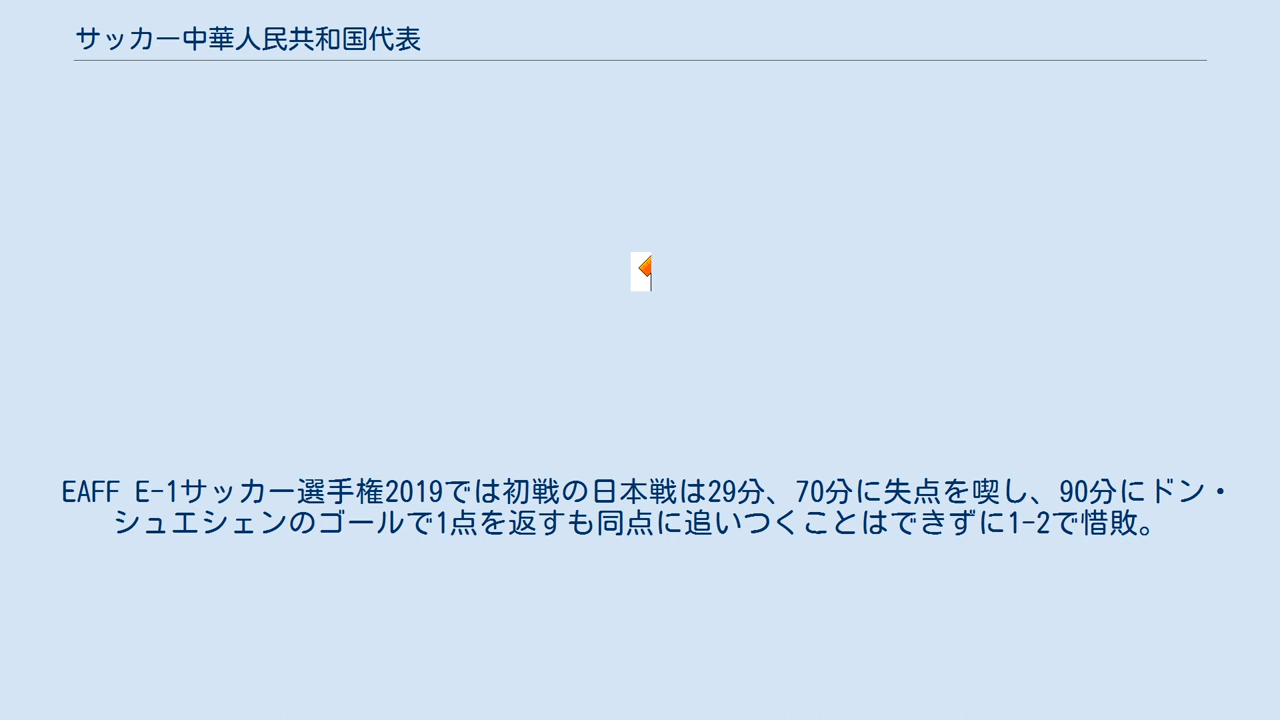 サッカー中華人民共和国代表
EAFF E-1サッカー選手権2019では初戦の日本戦は29分、70分に失点を喫し、90分にドン・
シュエシェンのゴールで1点を返すも同点に追いつくことはできずに1-2で惜敗。